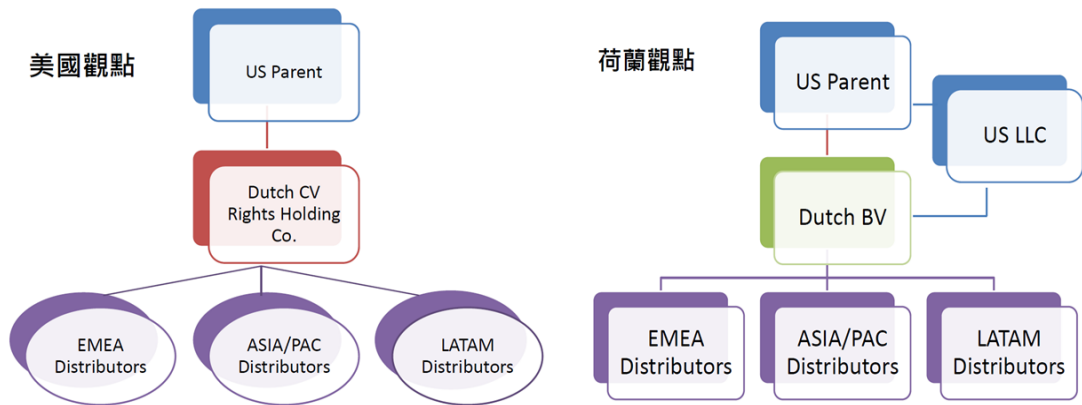 美國觀點
US Parent
Dutch CV
Rights Holding
Co.
EMEA
Distributors
ASIA/PAC
Distributors
LATAM
Distributors
荷蘭觀點
US Parent
US LLC
Dutch BV
EMEA
Distributors
ASIA/PAC
Distributors
LATAM
Distributors